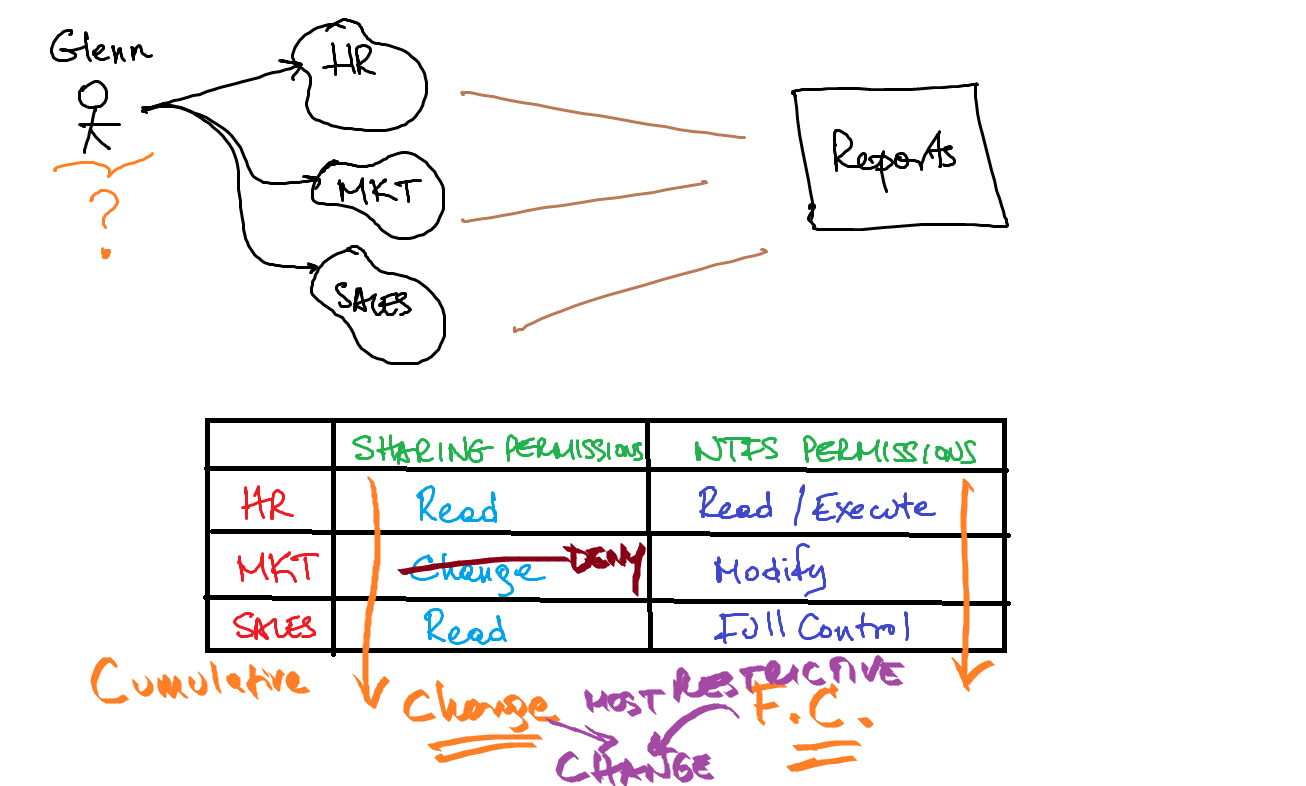 Glenn
?
HR
MKT
SALES
Reports
SHARING PERMISSIONS NTFS PERMISSIONS
HR Read Read / Execute
MKT Change DENY Modify
SALES Read Full Control
Cumulative Change MOST RESTRICTIVE F.C.
CHANGE